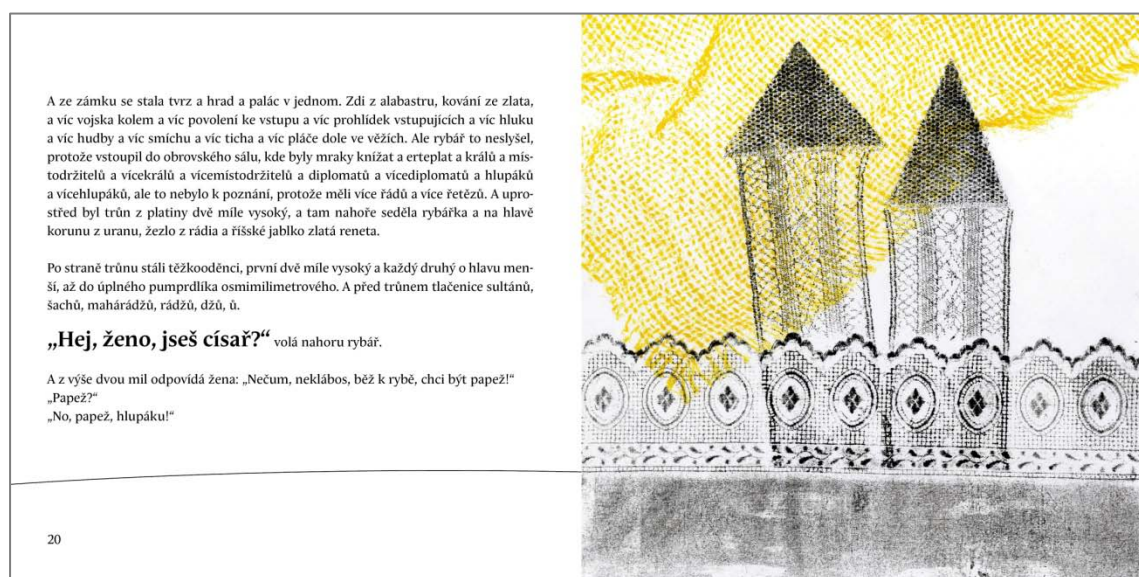 A ze zámku se stala tvrz a hrad a palác v jednom. Zdi z alabastru, kování ze zlata,
a víc vojska kolem a víc povolení ke vstupu a víc prohlídek vstupujících a víc hluku
a víc hudby a víc smíchu a víc ticha a víc pláče dole ve věžích. Ale rybář to neslyšel,
protože vstoupil do obrovského sálu, kde byly mraky knížat a erteplat a králů a mís-
todržitelů a vícekrálů a vícemístodržitelů a diplomatů a vícediplomatů a hlupáků
a vícehlupáků, ale to nebylo k poznání, protože měli více řádů a více řetězů. A upro-
střed byl trůn z platiny dvě míle vysoký, a tam nahoře seděla rybářka a na hlavě
korunu z uranu, žezlo z rádia a říšské jablko zlatá reneta.
Po straně trůnu stáli těžkooděnci, první dvě míle vysoký a každý druhý o hlavu men-
ší, až do úplného pumprdlíka osmimilimetrového. A před trůnem tlačenice sultánů,
šachů, mahárádžů, rádžů, džů, ů.
„Hej, ženo, jseš císař?“ volá nahoru rybář.
A z výše dvou mil odpovídá žena: „Nečum, neklábos, běž k rybě, chci být papež!“
„Papež?“
„No, papež, hlupáku!“
20